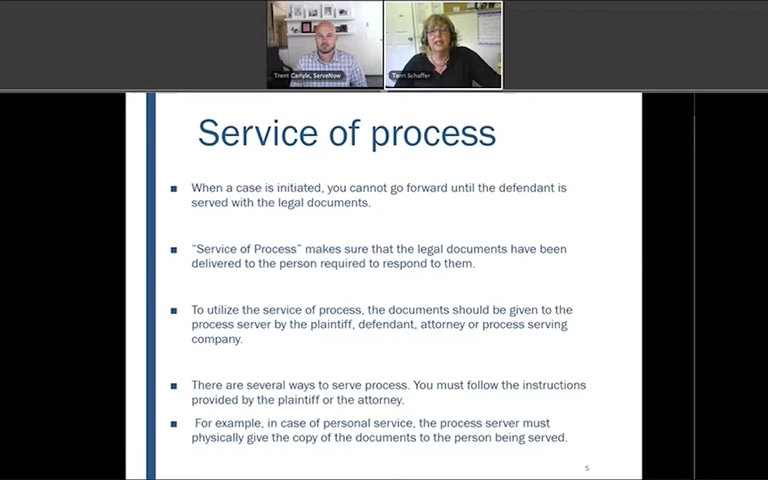 Trent Carlyle, ServeNow
Torri Schaffer
Service of process
When a case is initiated, you cannot go forward until the defendant is
served with the legal documents.
“Service of Process” makes sure that the legal documents have been
delivered to the person required to respond to them.
To utilize the service of process, the documents should be given to the
process server by the plaintiff, defendant, attorney or process serving
company.
There are several ways to serve process. You must follow the instructions
provided by the plaintiff or the attorney.
For example, in case of personal service, the process server must
physically give the copy of the documents to the person being served.
5